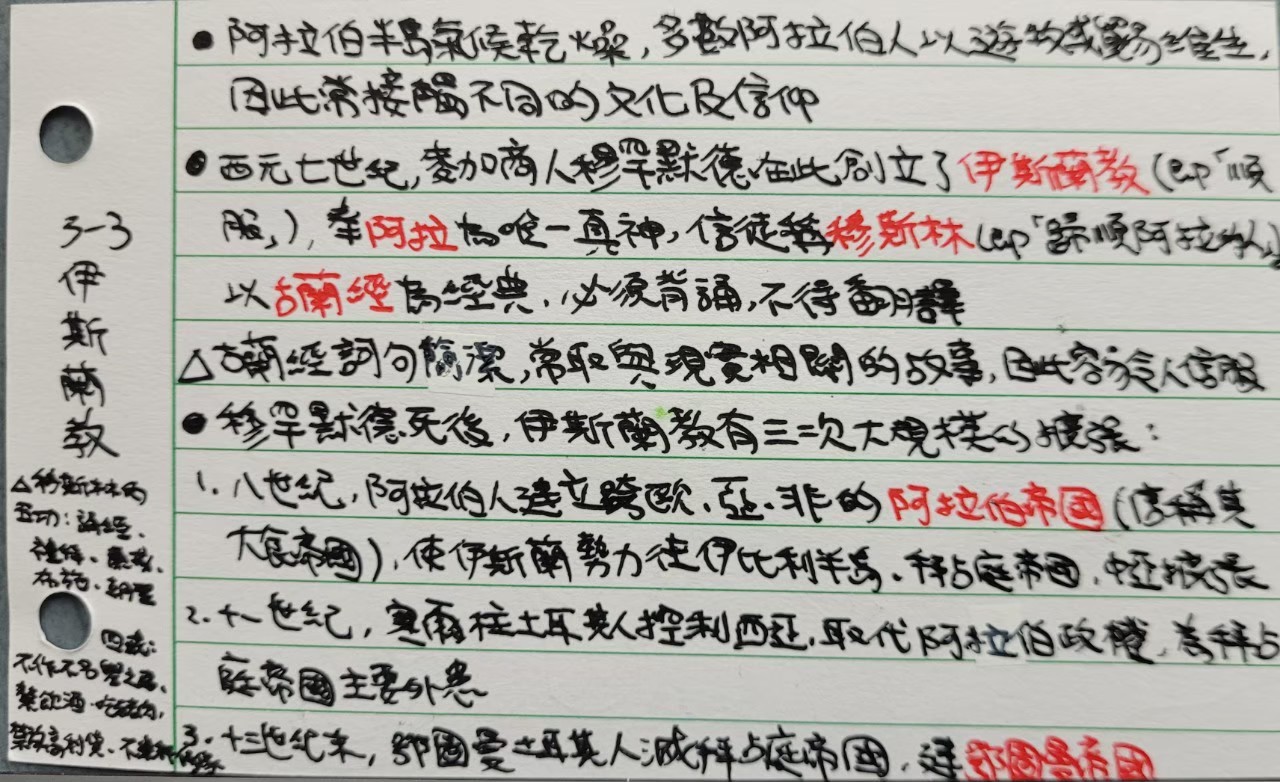 3-3
伊
斯
蘭
教
△穆斯林的
五功:誦經、
禮拜、齋戒、
布施、朝聖
四戒:
不作不名譽之事、
禁飲酒、吃豬肉、
禁放高利貸、不崇拜偶像
●阿拉伯半島氣候乾燥,多數阿拉伯人以遊牧或貿易維生,
因此常接觸不同的文化及信仰
●西元七世紀,麥加商人穆罕默德在此創立了伊斯蘭教(即「順
服」),奉阿拉為唯一真神,信徒稱穆斯林(即「歸順阿拉的人」)
以古蘭經為經典,必須背誦,不得翻譯
△古蘭經詞句簡潔,常取與現實相關的故事,因此容易令人信服
●穆罕默德死後,伊斯蘭教有三次大規模的擴張:
1.八世紀,阿拉伯人建立跨歐、亞、非的阿拉伯帝國(唐稱其
大食帝國),使伊斯蘭勢力往伊比利半島、拜占庭帝國、中亞擴張
2.十一世紀,塞爾柱土耳其人控制西亞,取代阿拉伯政權,為拜占
庭帝國主要外患
3.十三世紀末,鄂圖曼土耳其人滅拜占庭帝國,建鄂圖曼帝國